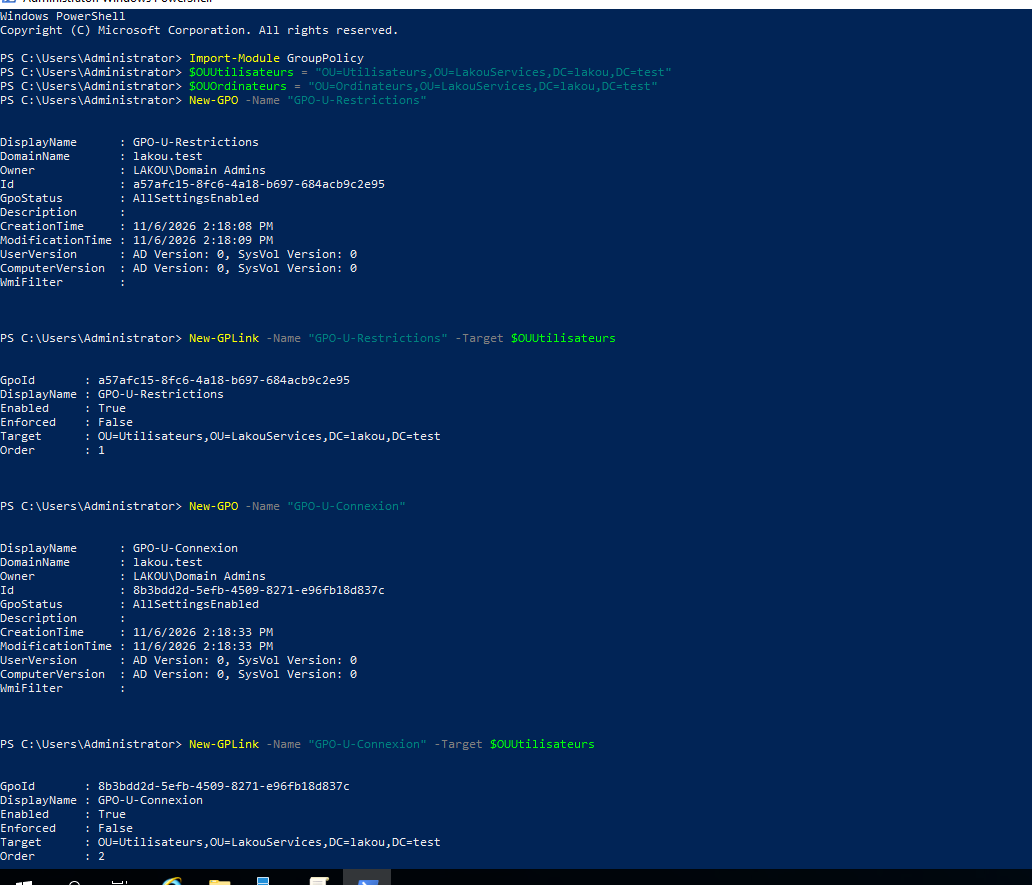 Windows PowerShell
Copyright (C) Microsoft Corporation. All rights reserved.
PS C:\Users\Administrator> Import-Module GroupPolicy
PS C:\Users\Administrator> $OUUtilisateurs = "OU=Utilisateurs,OU=LakouServices,DC=lakou,DC=test"
PS C:\Users\Administrator> $OUOrdinateurs = "OU=Ordinateurs,OU=LakouServices,DC=lakou,DC=test"
PS C:\Users\Administrator> New-GPO -Name "GPO-U-Restrictions"
DisplayName      : GPO-U-Restrictions
DomainName       : lakou.test
Owner            : LAKOU\Domain Admins
Id               : a57afc15-8fc6-4a18-b697-684acb9c2e95
GpoStatus        : AllSettingsEnabled
Description      :
CreationTime     : 11/6/2026 2:18:08 PM
ModificationTime : 11/6/2026 2:18:09 PM
UserVersion      : AD Version: 0, SysVol Version: 0
ComputerVersion  : AD Version: 0, SysVol Version: 0
WmiFilter        :
PS C:\Users\Administrator> New-GPLink -Name "GPO-U-Restrictions" -Target $OUUtilisateurs
GpoId       : a57afc15-8fc6-4a18-b697-684acb9c2e95
DisplayName : GPO-U-Restrictions
Enabled     : True
Enforced    : False
Target      : OU=Utilisateurs,OU=LakouServices,DC=lakou,DC=test
Order       : 1
PS C:\Users\Administrator> New-GPO -Name "GPO-U-Connexion"
DisplayName      : GPO-U-Connexion
DomainName       : lakou.test
Owner            : LAKOU\Domain Admins
Id               : 8b3bdd2d-5efb-4509-8271-e96fb18d837c
GpoStatus        : AllSettingsEnabled
Description      :
CreationTime     : 11/6/2026 2:18:33 PM
ModificationTime : 11/6/2026 2:18:33 PM
UserVersion      : AD Version: 0, SysVol Version: 0
ComputerVersion  : AD Version: 0, SysVol Version: 0
WmiFilter        :
PS C:\Users\Administrator> New-GPLink -Name "GPO-U-Connexion" -Target $OUUtilisateurs
GpoId       : 8b3bdd2d-5efb-4509-8271-e96fb18d837c
DisplayName : GPO-U-Connexion
Enabled     : True
Enforced    : False
Target      : OU=Utilisateurs,OU=LakouServices,DC=lakou,DC=test
Order       : 2